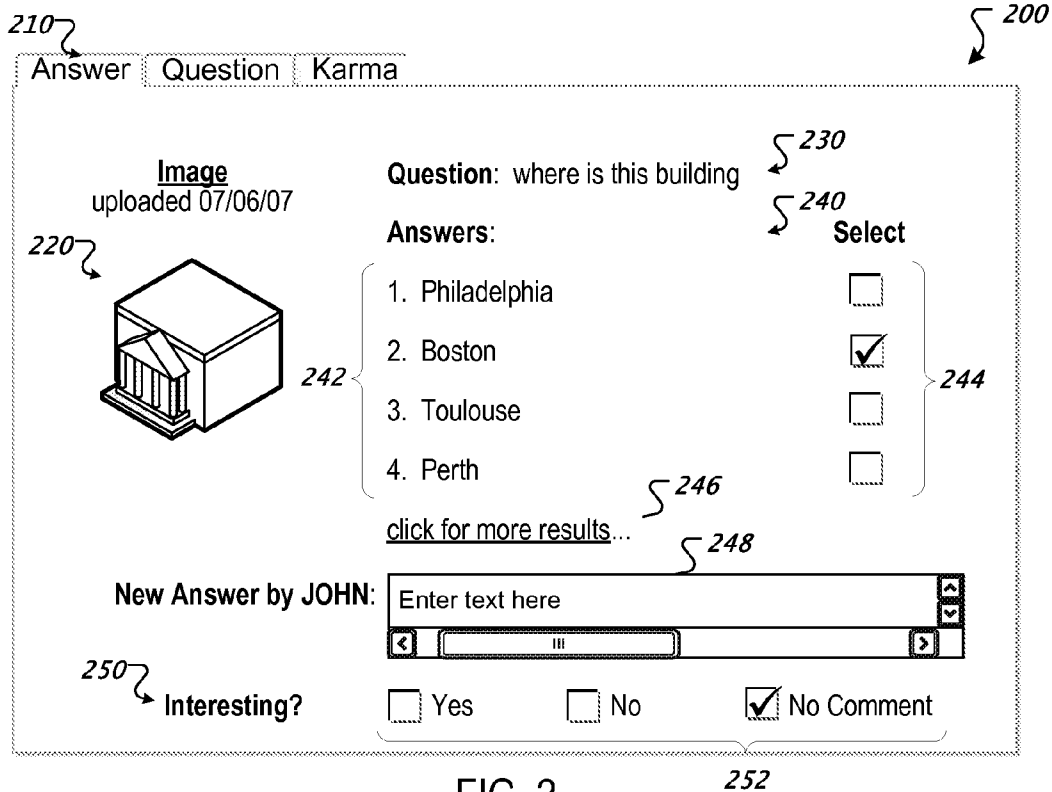 210 200
Answer Question Karma
230
Image Question: where is this building
uploaded 07/06/07
240
Answers: Select
220
1. Philadelphia
2. Boston
242 244
3. Toulouse
4. Perth
246
click for more results...
248
New Answer by JOHN: Enter text here
250
Interesting? Yes No No Comment
252